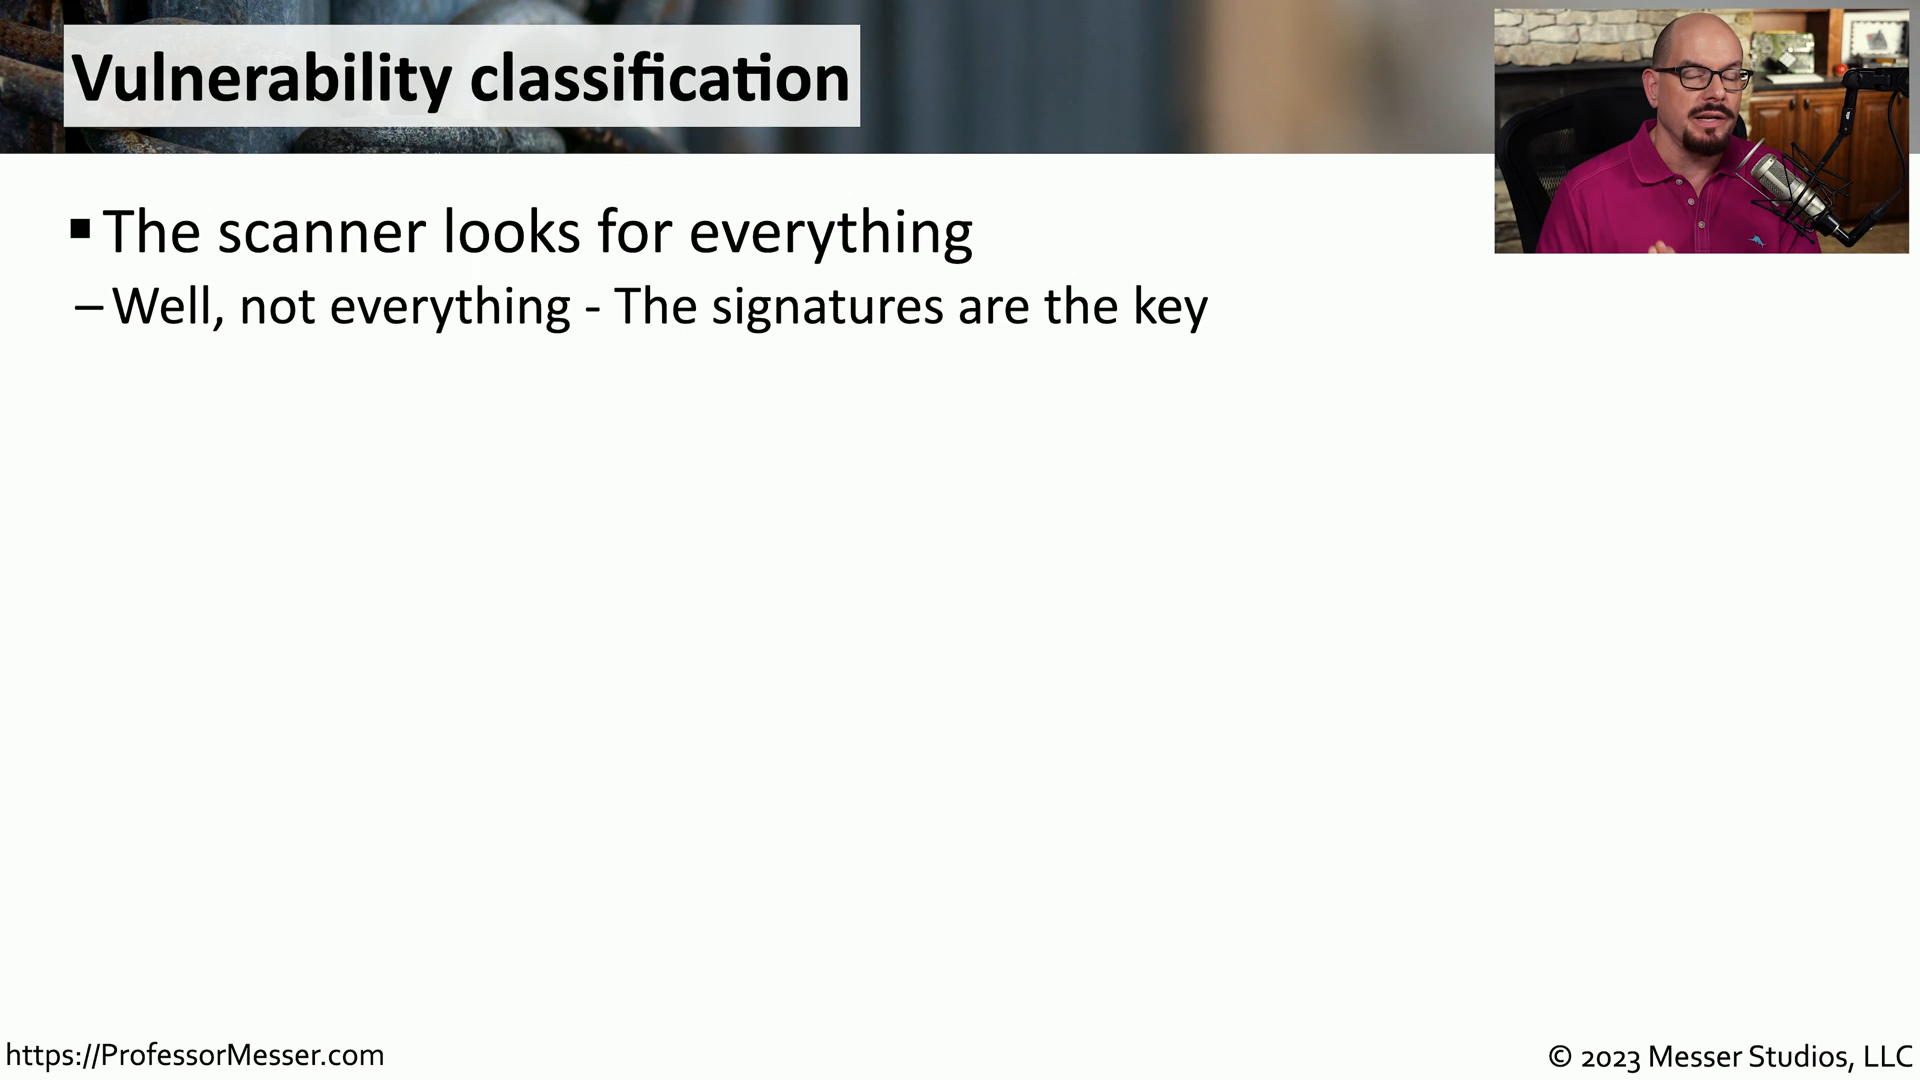 Vulnerability classification
▪ The scanner looks for everything
– Well, not everything - The signatures are the key
https://ProfessorMesser.com
© 2023 Messer Studios, LLC